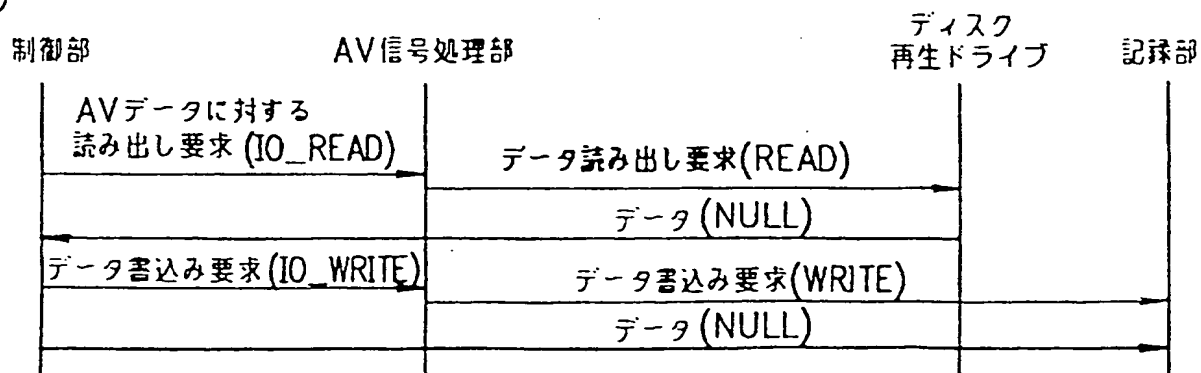 制御部
AV信号処理部
ディスク
再生ドライブ
記録部
AVデータに対する
読み出し要求(IO_READ)
データ読み出し要求(READ)
データ(NULL)
データ書込み要求(IO_WRITE)
データ書込み要求(WRITE)
データ(NULL)